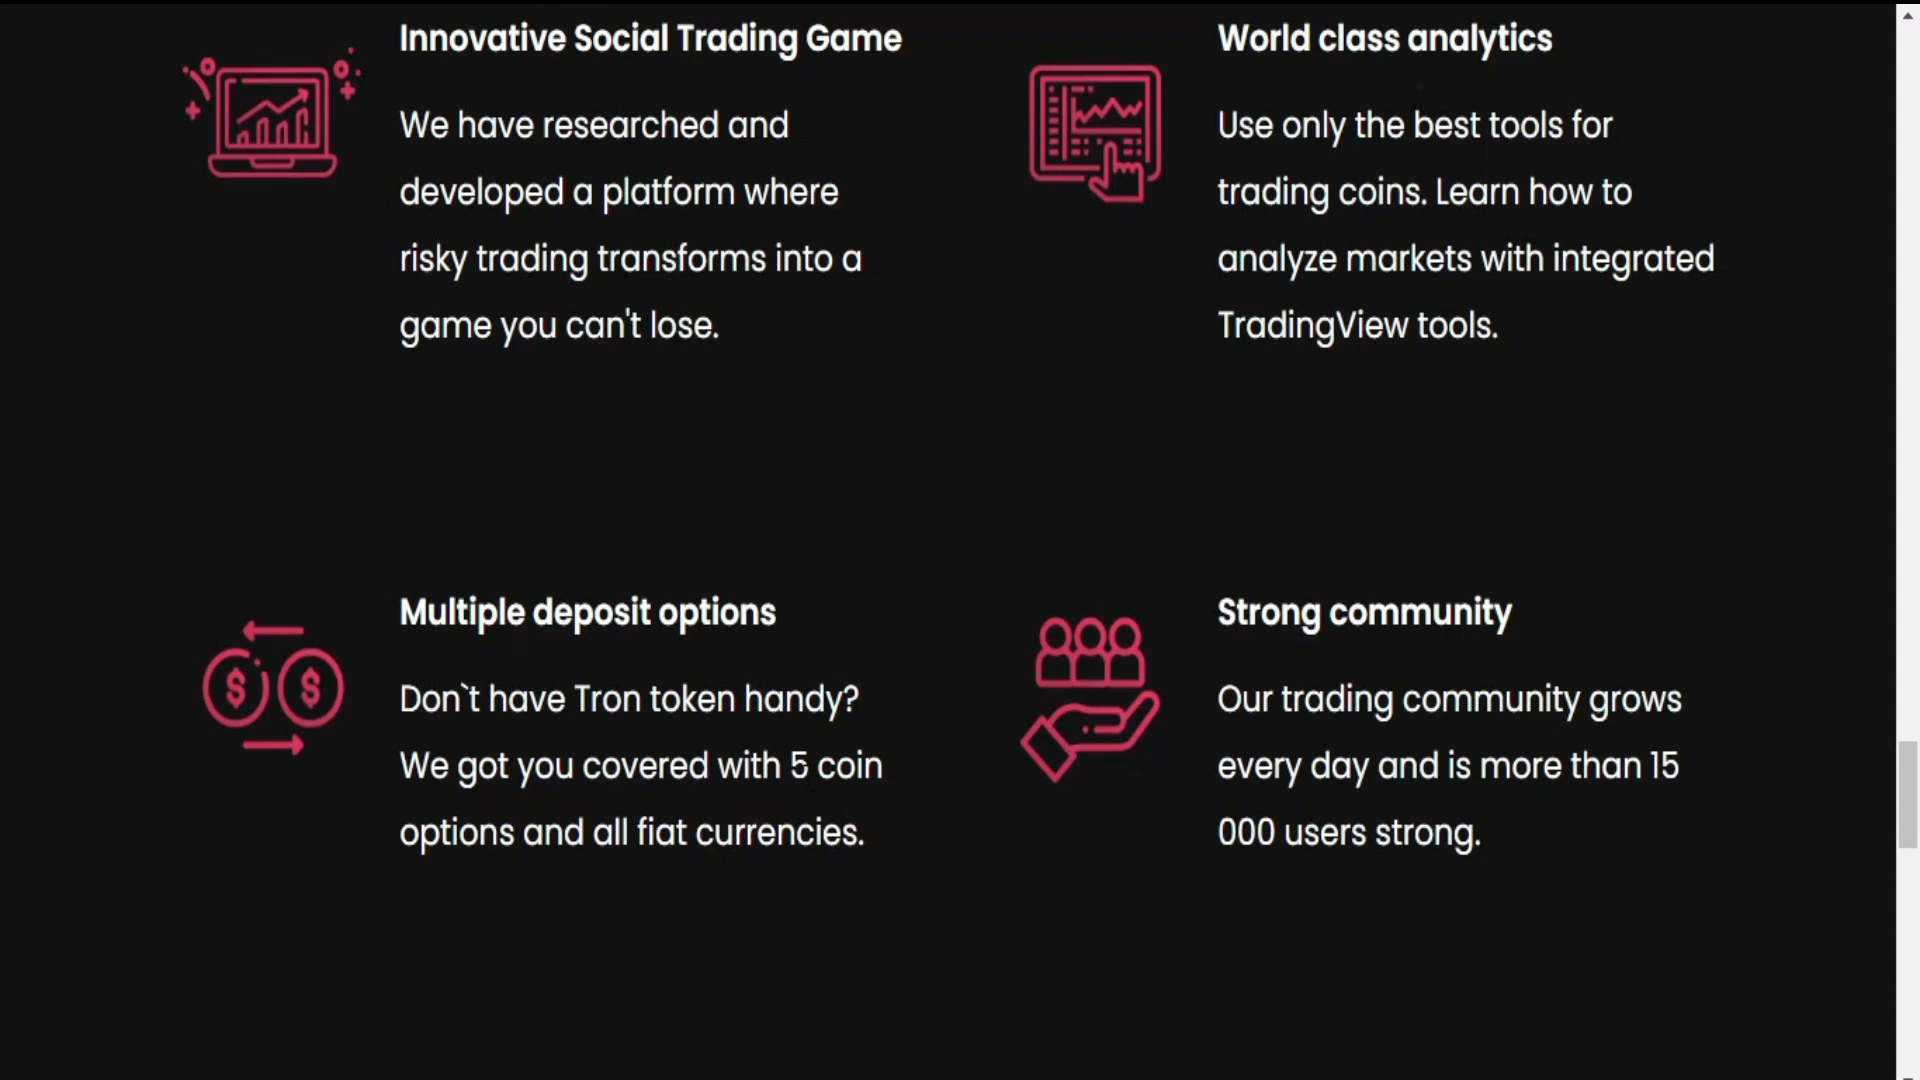 Innovative Social Trading Game
We have researched and
developed a platform where
risky trading transforms into a
game you can't lose.
World class analytics
Use only the best tools for
trading coins. Learn how to
analyze markets with integrated
TradingView tools.
Multiple deposit options
Don`t have Tron token handy?
We got you covered with 5 coin
options and all fiat currencies.
Strong community
Our trading community grows
every day and is more than 15
000 users strong.